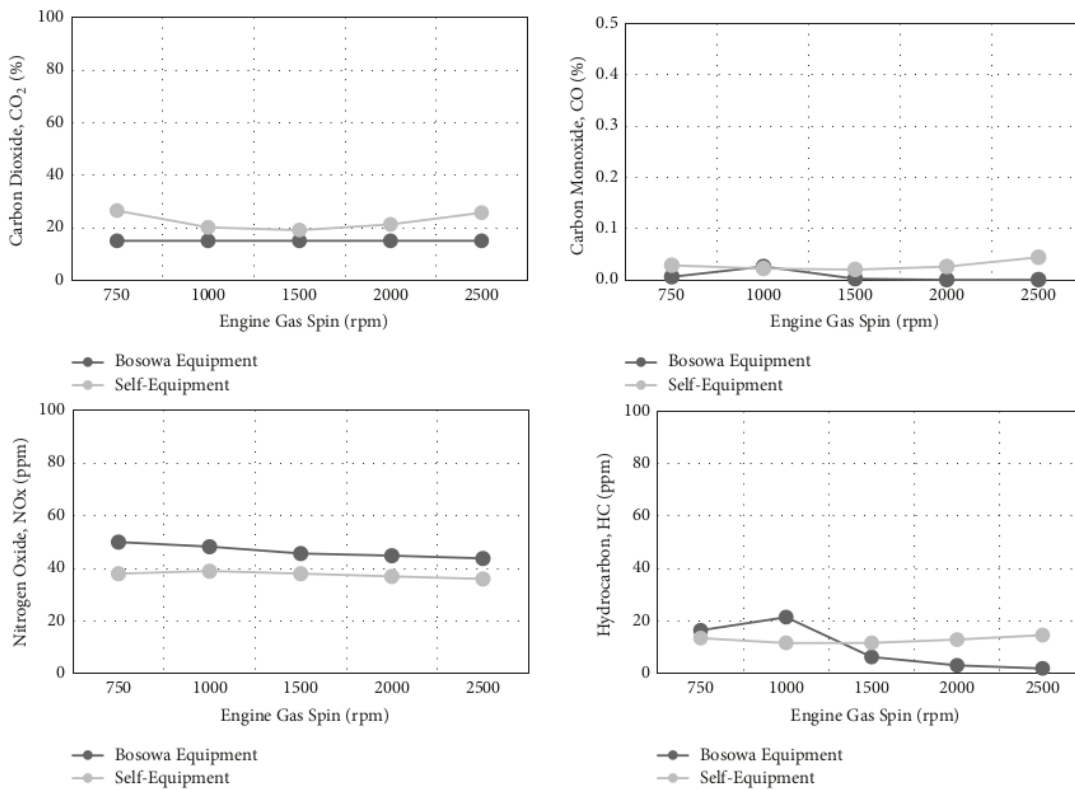 Carbon Dioxide, CO₂ (%)
100
80
60
40
20
0
750 1000 1500 2000 2500
Engine Gas Spin (rpm)
Bosowa Equipment
Self-Equipment
Carbon Monoxide, CO (%)
0.5
0.4
0.3
0.2
0.1
0.0
750 1000 1500 2000 2500
Engine Gas Spin (rpm)
Bosowa Equipment
Self-Equipment
Nitrogen Oxide, NOx (ppm)
100
80
60
40
20
0
750 1000 1500 2000 2500
Engine Gas Spin (rpm)
Bosowa Equipment
Self-Equipment
Hydrocarbon, HC (ppm)
100
80
60
40
20
0
750 1000 1500 2000 2500
Engine Gas Spin (rpm)
Bosowa Equipment
Self-Equipment